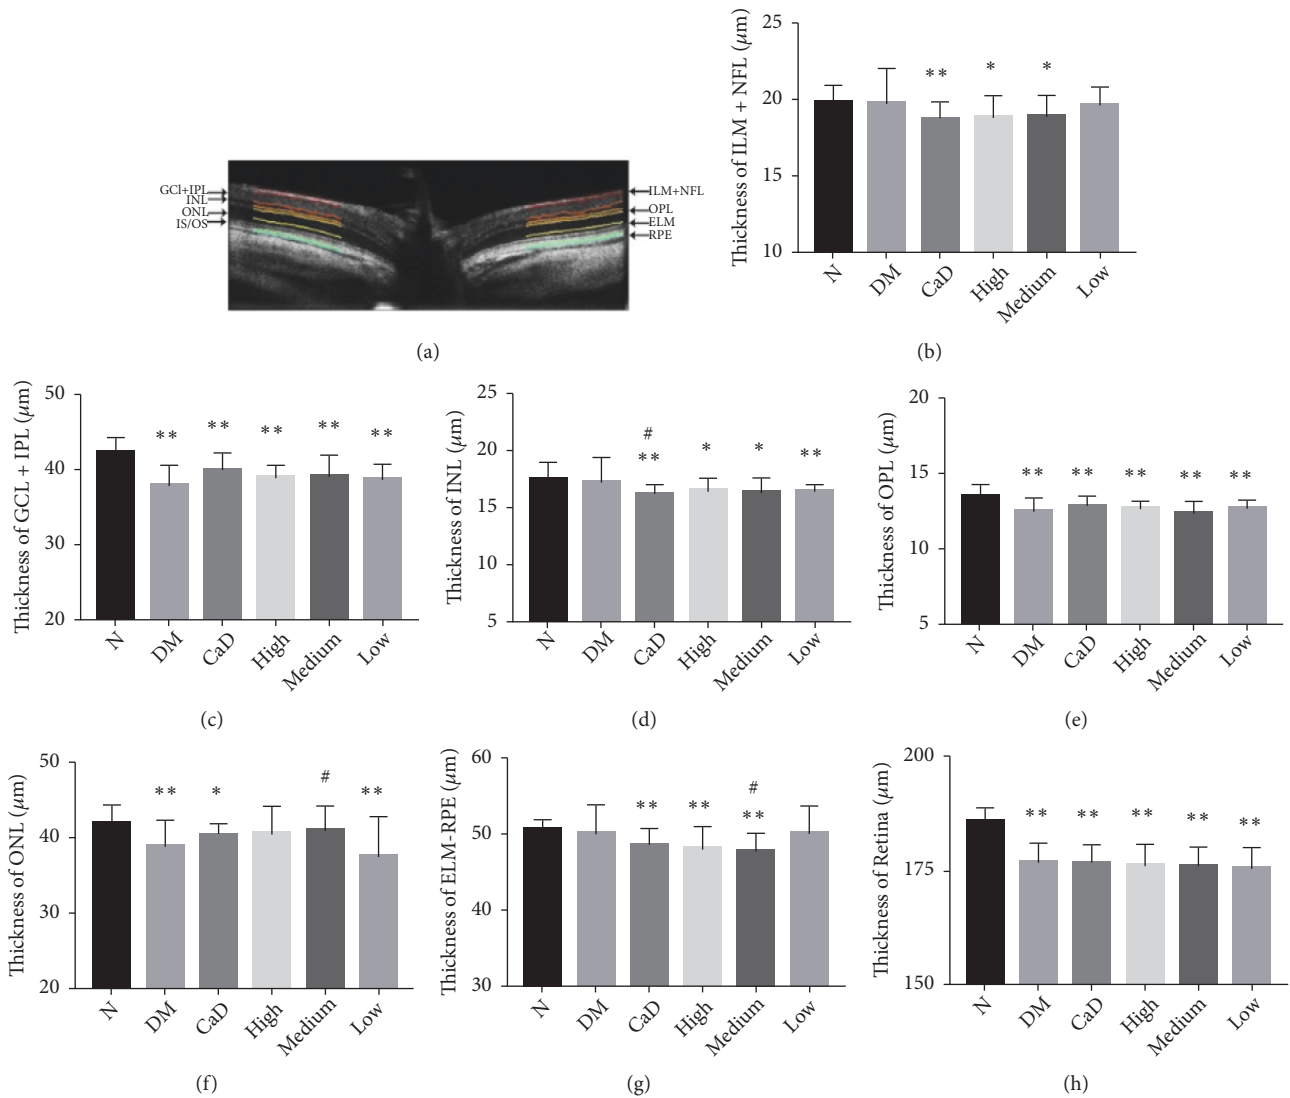 GCl+IPL
INL
ONL
IS/OS
ILM+NFL
OPL
ELM
RPE
(a)
Thickness of ILM + NFL (μm)
25
20
15
10
** * *
N DM CaD High Medium Low
(b)
Thickness of GCL + IPL (μm)
50
40
30
20
** ** ** ** **
N DM CaD High Medium Low
(c)
Thickness of INL (μm)
25
20
15
10
5
#
** * * **
N DM CaD High Medium Low
(d)
Thickness of OPL (μm)
20
15
10
5
** ** ** ** **
N DM CaD High Medium Low
(e)
Thickness of ONL (μm)
50
40
30
20
** * # **
N DM CaD High Medium Low
(f)
Thickness of ELM-RPE (μm)
60
50
40
30
#
** ** **
N DM CaD High Medium Low
(g)
Thickness of Retina (μm)
200
175
150
** ** ** ** **
N DM CaD High Medium Low
(h)